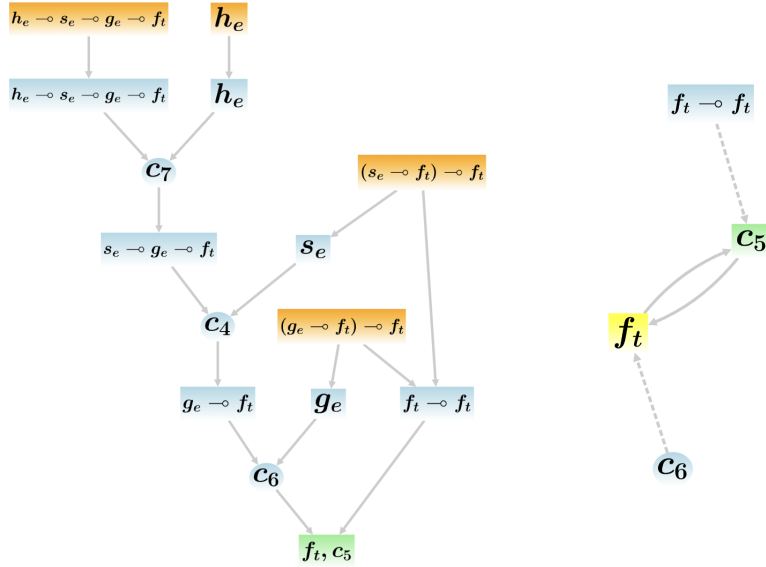 h_e ⊸ s_e ⊸ g_e ⊸ f_t
h_e
h_e ⊸ s_e ⊸ g_e ⊸ f_t
h_e
f_t ⊸ f_t
c_7
(s_e ⊸ f_t) ⊸ f_t
s_e ⊸ g_e ⊸ f_t
s_e
c_5
c_4
(g_e ⊸ f_t) ⊸ f_t
f_t
g_e ⊸ f_t
g_e
f_t ⊸ f_t
c_6
c_6
f_t, c_5